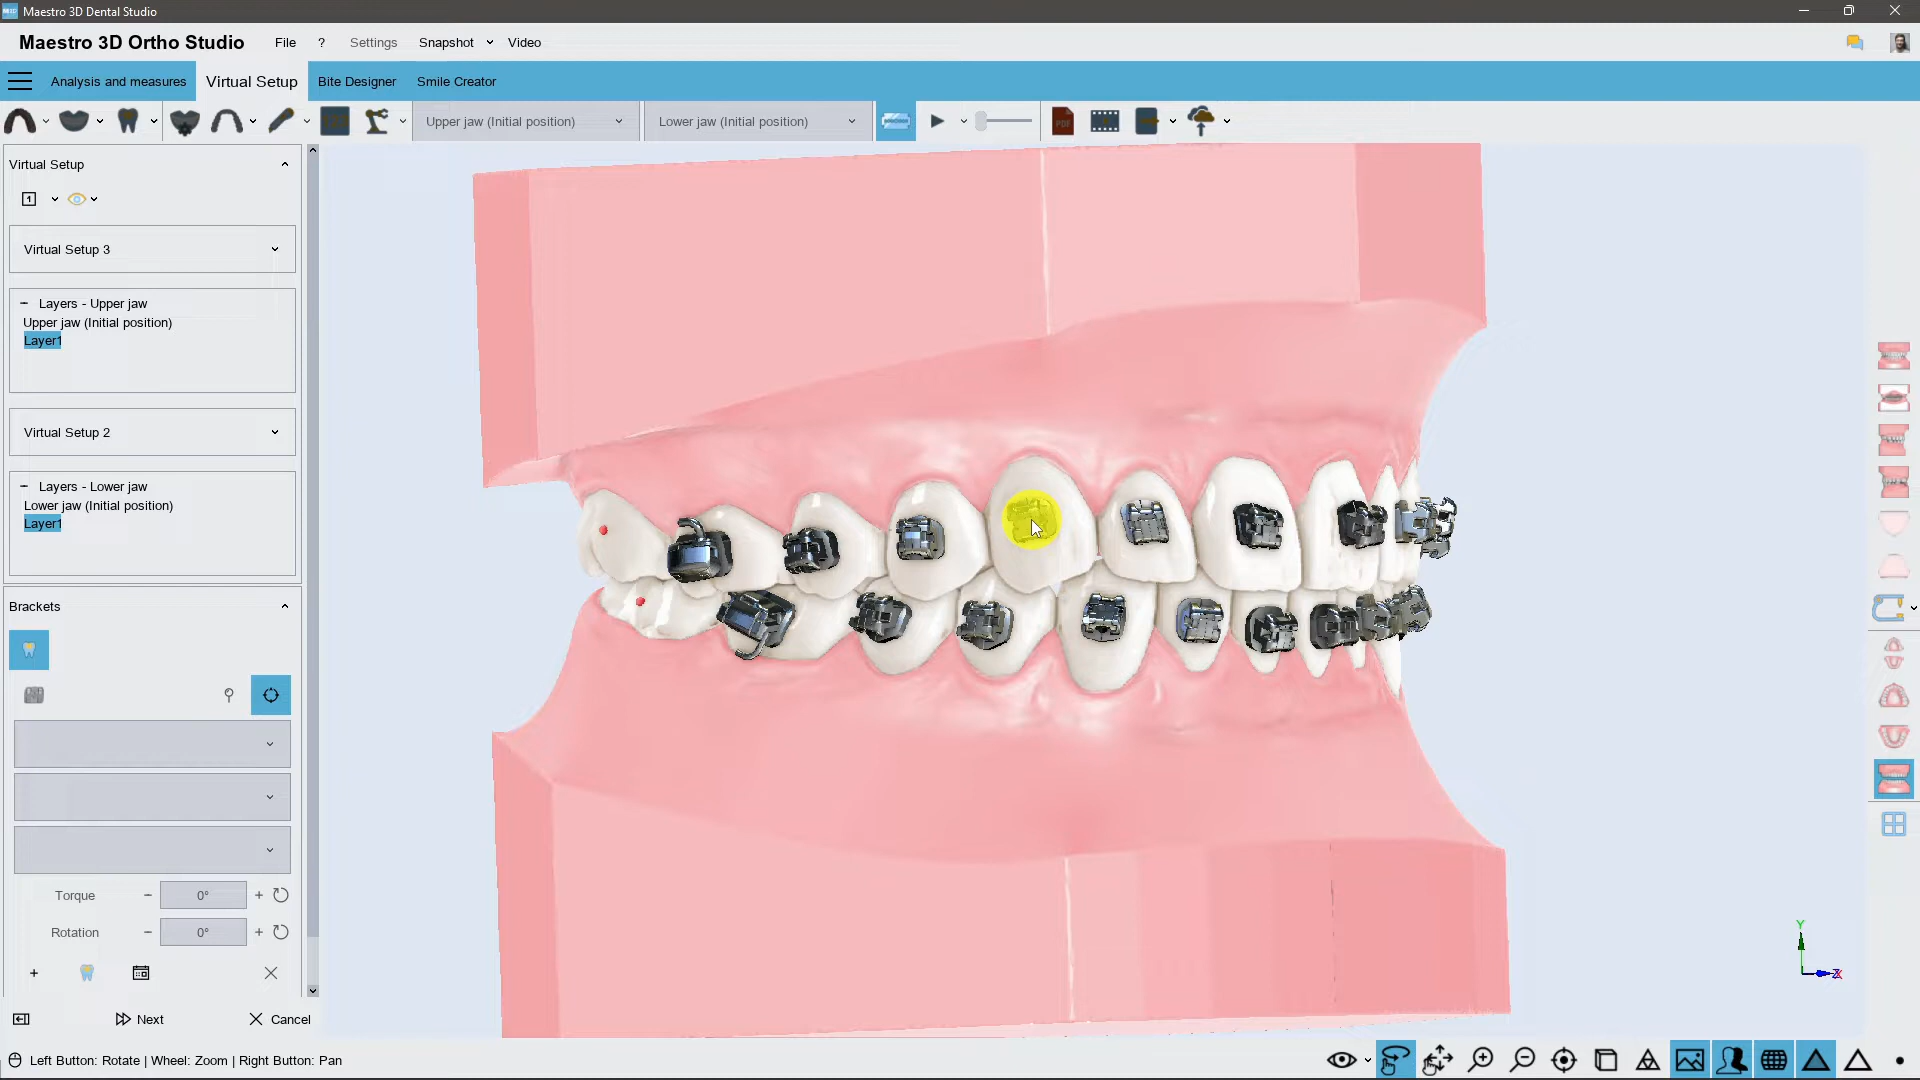 Maestro 3D Dental Studio
Maestro 3D Ortho Studio File ? Settings Snapshot Video
Analysis and measures Virtual Setup Bite Designer Smile Creator
Upper jaw (Initial position) Lower jaw (Initial position) PDF
Virtual Setup
1
Virtual Setup 3
Layers - Upper jaw
Upper jaw (Initial position)
Layer1
Virtual Setup 2
Layers - Lower jaw
Lower jaw (Initial position)
Layer1
Brackets
Torque - 0° +
Rotation - 0° +
Next Cancel
Left Button: Rotate | Wheel: Zoom | Right Button: Pan
Y